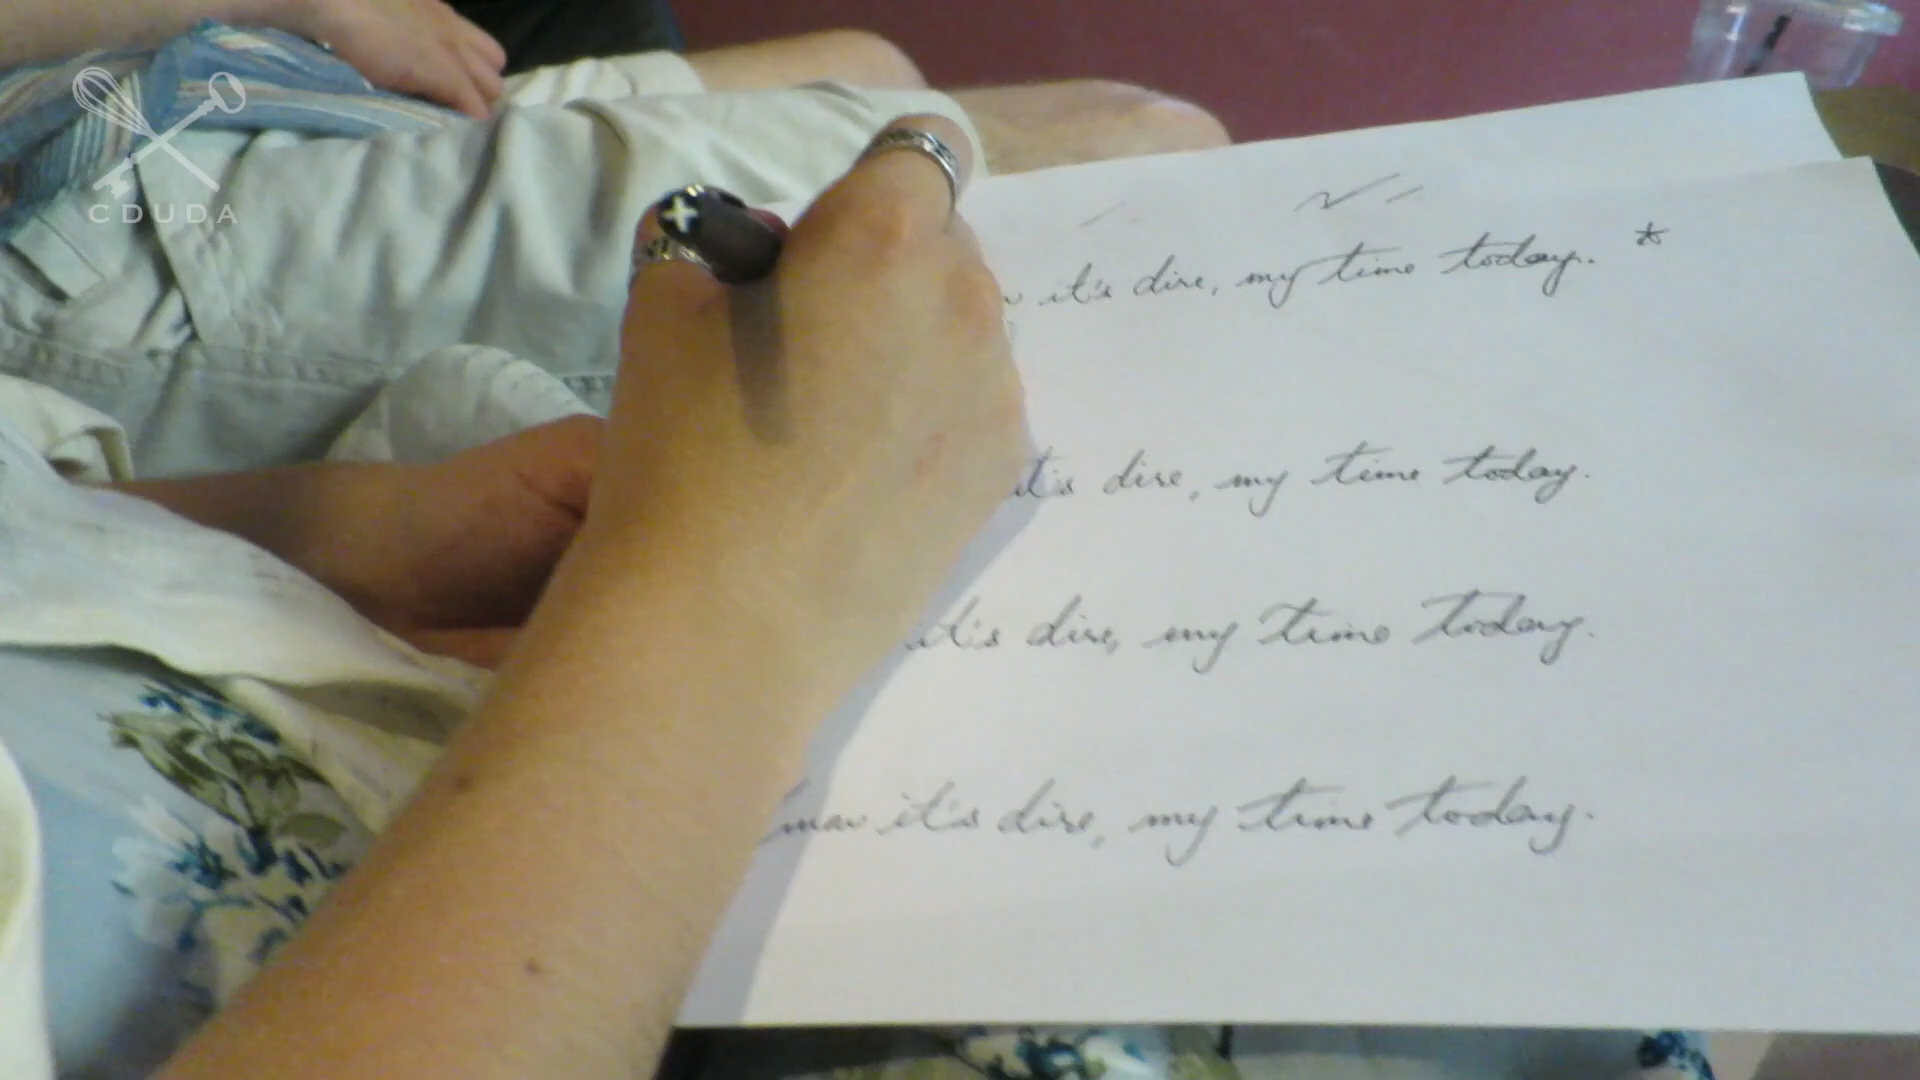 CDUDA
it's dire, my time today. *
it's dire, my time today.
it's dire, my time today.
it's dire, my time today.